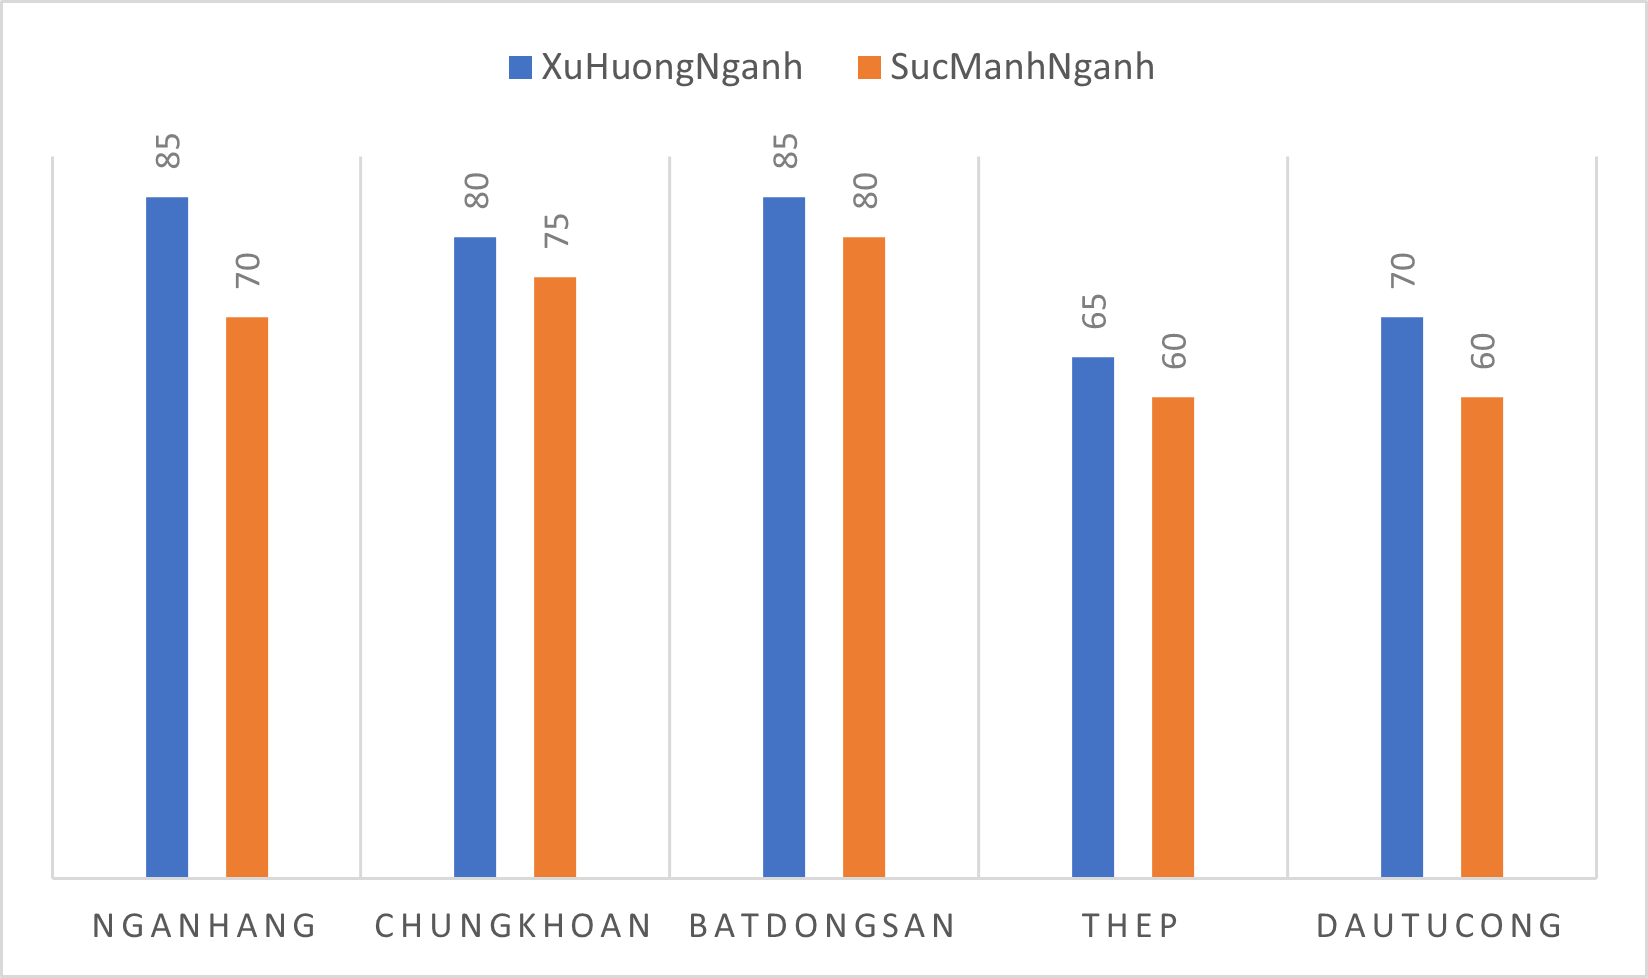 XuHuongNganh SucManhNganh
85 70 80 75 85 80 65 60 70 60
NGANHANG CHUNGKHOAN BATDONGSAN THEP DAUTUCONG